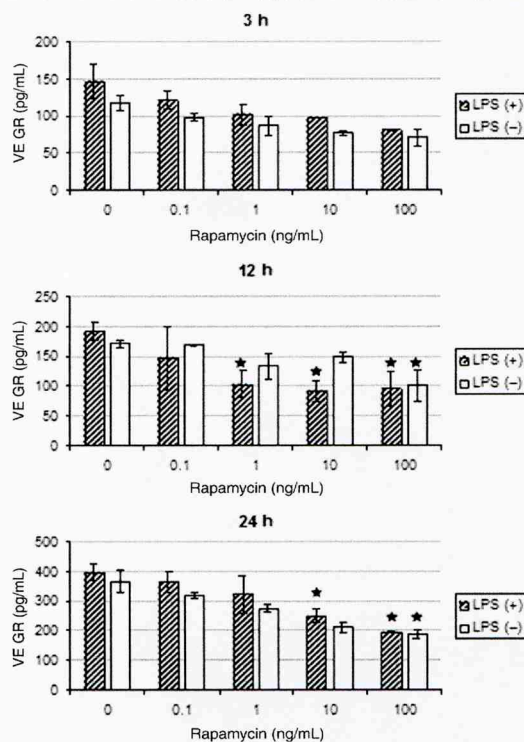 3 h
VE GR (pg/mL)
200
150
100
50
0
0 0.1 1 10 100
Rapamycin (ng/mL)
LPS (+)
LPS (−)
12 h
VE GR (pg/mL)
250
200
150
100
50
0
0 0.1 1 10 100
Rapamycin (ng/mL)
LPS (+)
LPS (−)
24 h
VE GR (pg/mL)
500
400
300
200
100
0
0 0.1 1 10 100
Rapamycin (ng/mL)
LPS (+)
LPS (−)